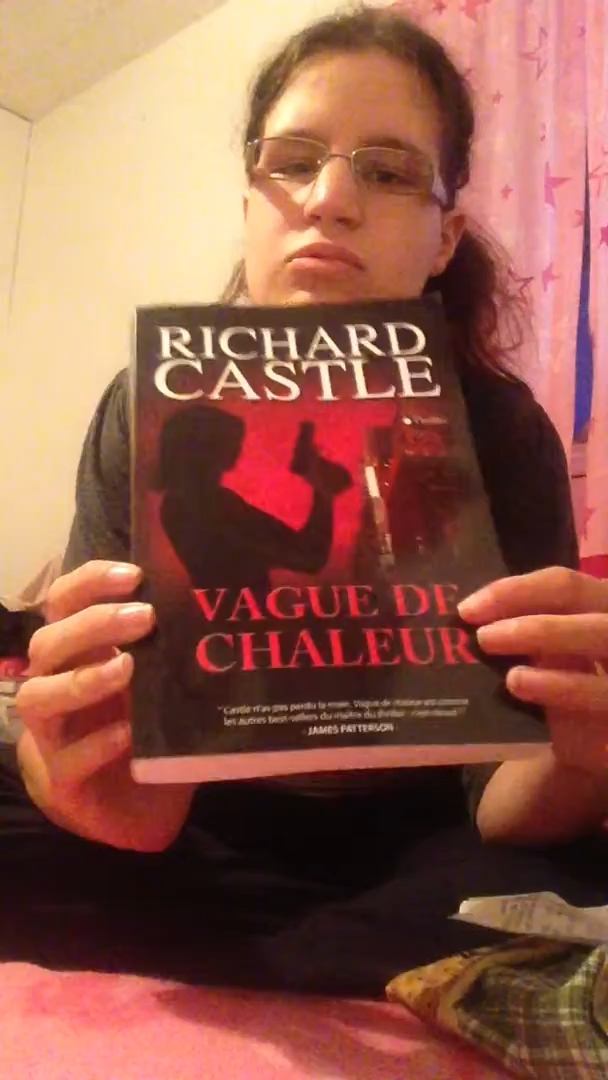 RICHARD
CASTLE
VAGUE DE
CHALEUR
"Castle n'a pas perdu la main. Vague de chaleur est comme
les autres best-sellers du maître du thriller :
- JAMES PATTERSON